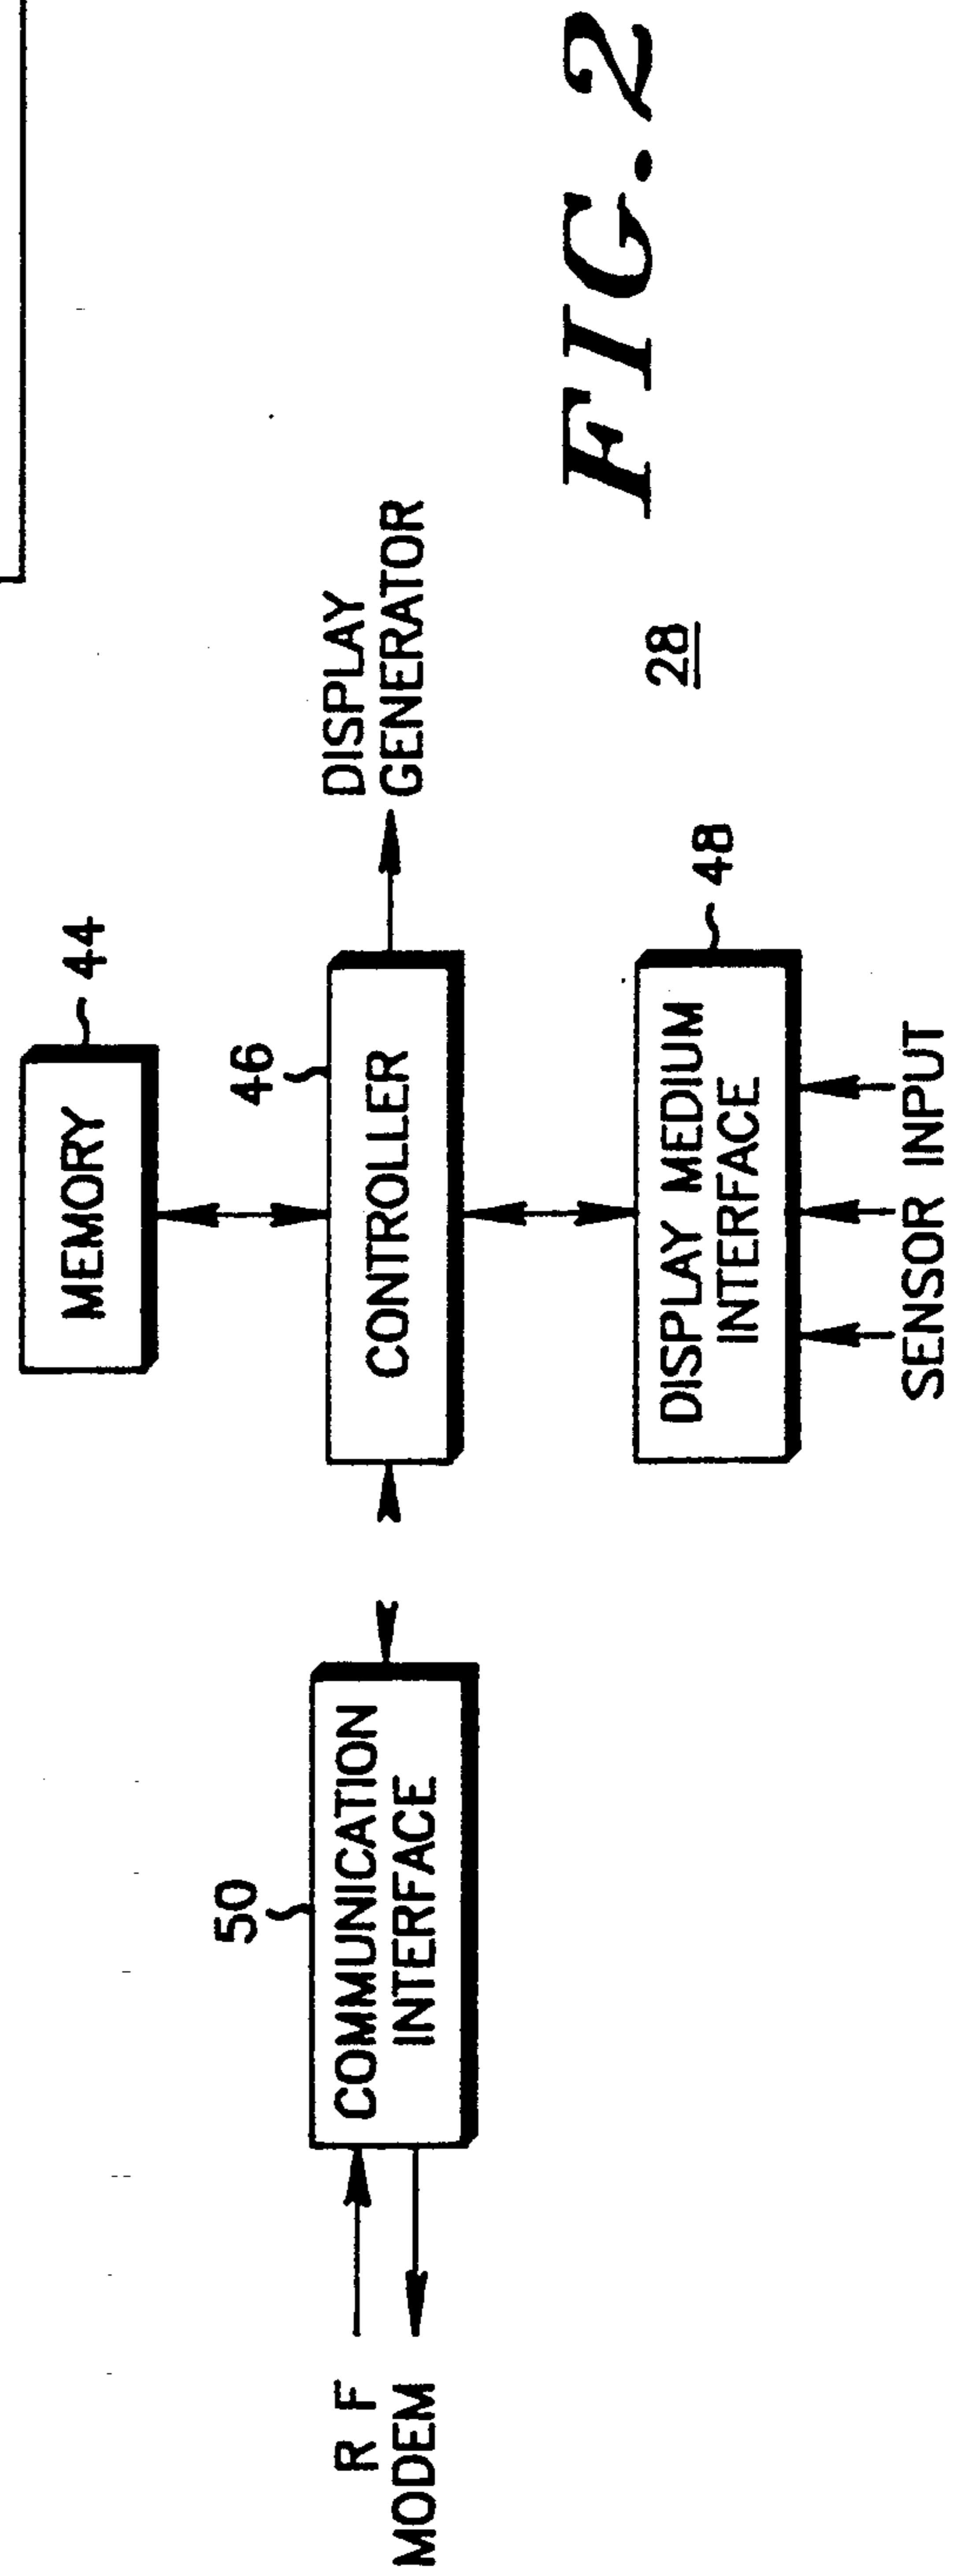 44
MEMORY
46
CONTROLLER
DISPLAY
GENERATOR
50
COMMUNICATION
INTERFACE
R F
MODEM
DISPLAY MEDIUM
INTERFACE
48
SENSOR INPUT
28
FIG. 2